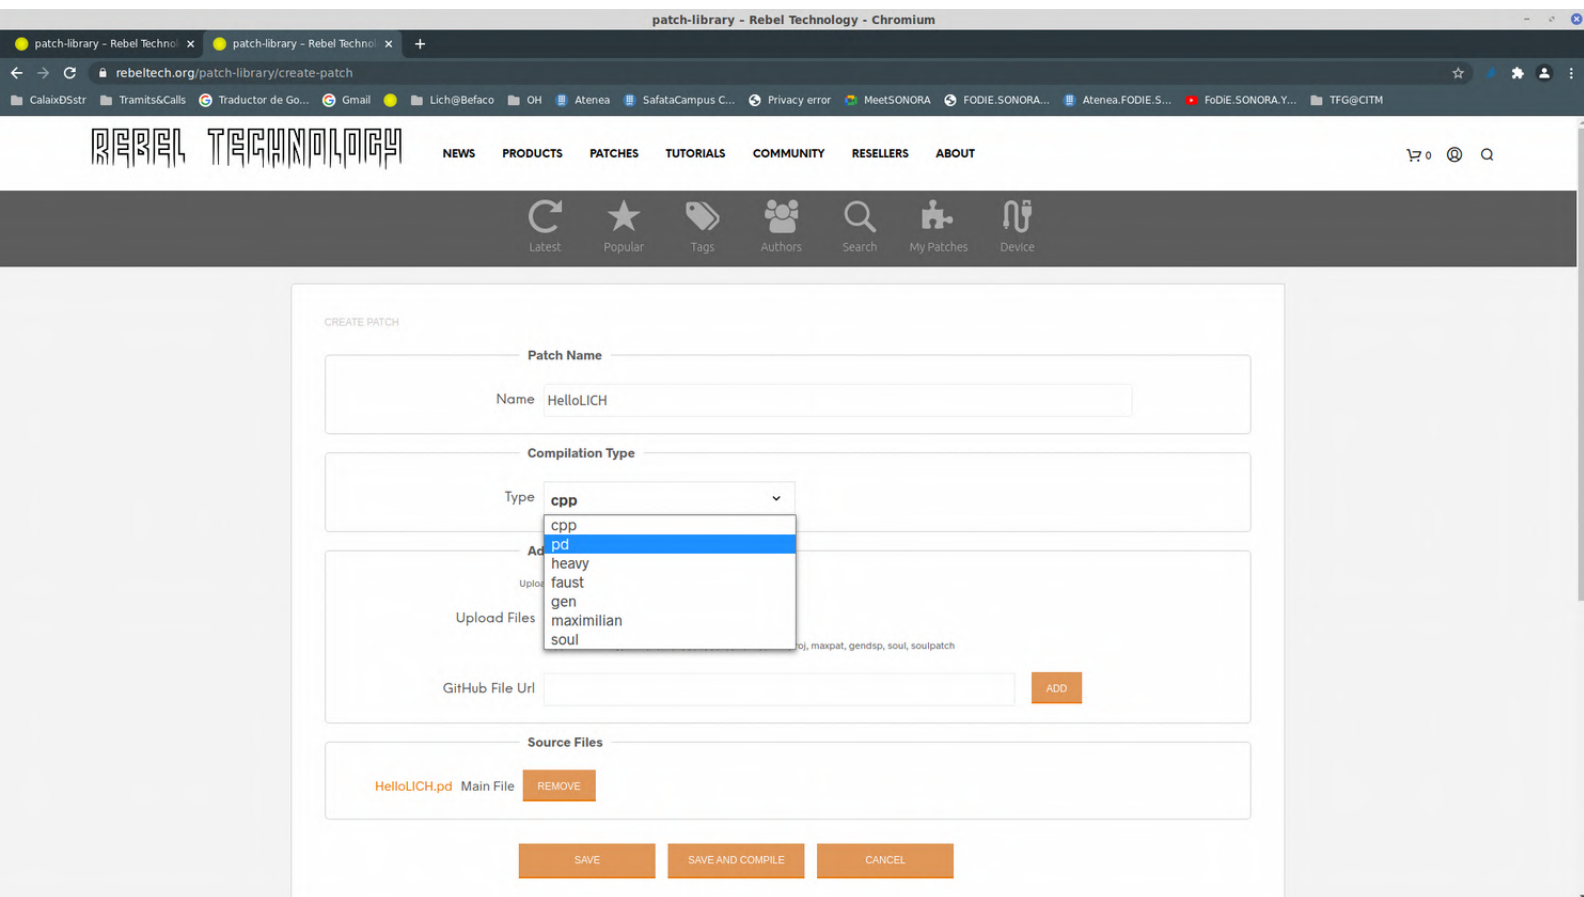 patch-library – Rebel Technology - Chromium
patch-library – Rebel Technol x patch-library – Rebel Technol x +
rebeltech.org/patch-library/create-patch
CalaixDSstr Tramits&Calls Traductor de Go... Gmail Lich@Befaco OH Atenea SafataCampus C... Privacy error MeetSONORA FODIE.SONORA... Atenea.FODIE.S... FoDiE.SONORA.Y... TFG@CITM
REBEL TECHNOLOGY NEWS PRODUCTS PATCHES TUTORIALS COMMUNITY RESELLERS ABOUT 0
Latest Popular Tags Authors Search My Patches Device
CREATE PATCH
Patch Name
Name HelloLICH
Compilation Type
Type cpp
cpp
pd
heavy
faust
gen
maximilian
soul
Ad
Uploa
Upload Files
oj, maxpat, gendsp, soul, soulpatch
GitHub File Url ADD
Source Files
HelloLICH.pd Main File REMOVE
SAVE SAVE AND COMPILE CANCEL